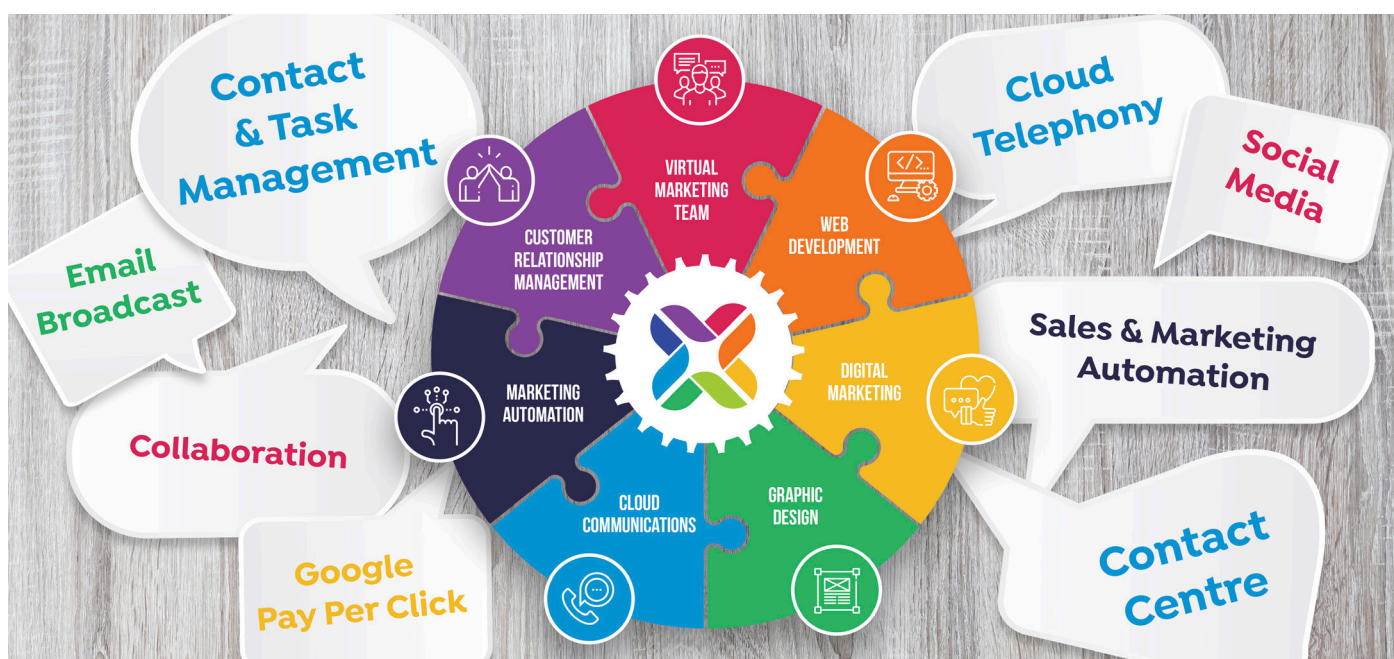 Contact
& Task
Management
Email
Broadcast
Collaboration
Google
Pay Per Click
VIRTUAL
MARKETING
TEAM
WEB
DEVELOPMENT
DIGITAL
MARKETING
GRAPHIC
DESIGN
CLOUD
COMMUNICATIONS
MARKETING
AUTOMATION
CUSTOMER
RELATIONSHIP
MANAGEMENT
Cloud
Telephony
Social
Media
Sales & Marketing
Automation
Contact
Centre